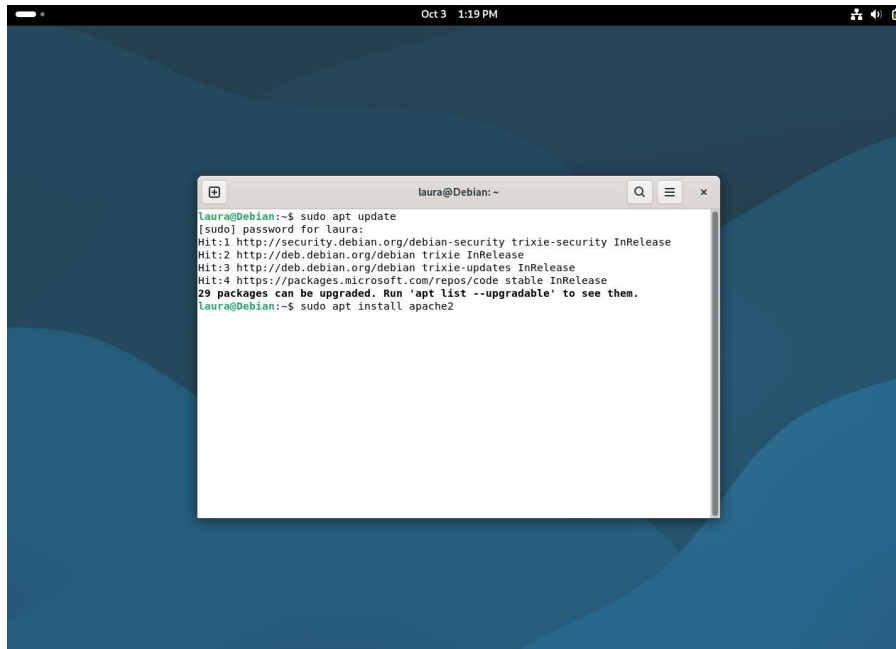 Oct 3 1:19 PM
laura@Debian: ~
laura@Debian:~$ sudo apt update
[sudo] password for laura:
Hit:1 http://security.debian.org/debian-security trixie-security InRelease
Hit:2 http://deb.debian.org/debian trixie InRelease
Hit:3 http://deb.debian.org/debian trixie-updates InRelease
Hit:4 https://packages.microsoft.com/repos/code stable InRelease
29 packages can be upgraded. Run 'apt list --upgradable' to see them.
laura@Debian:~$ sudo apt install apache2